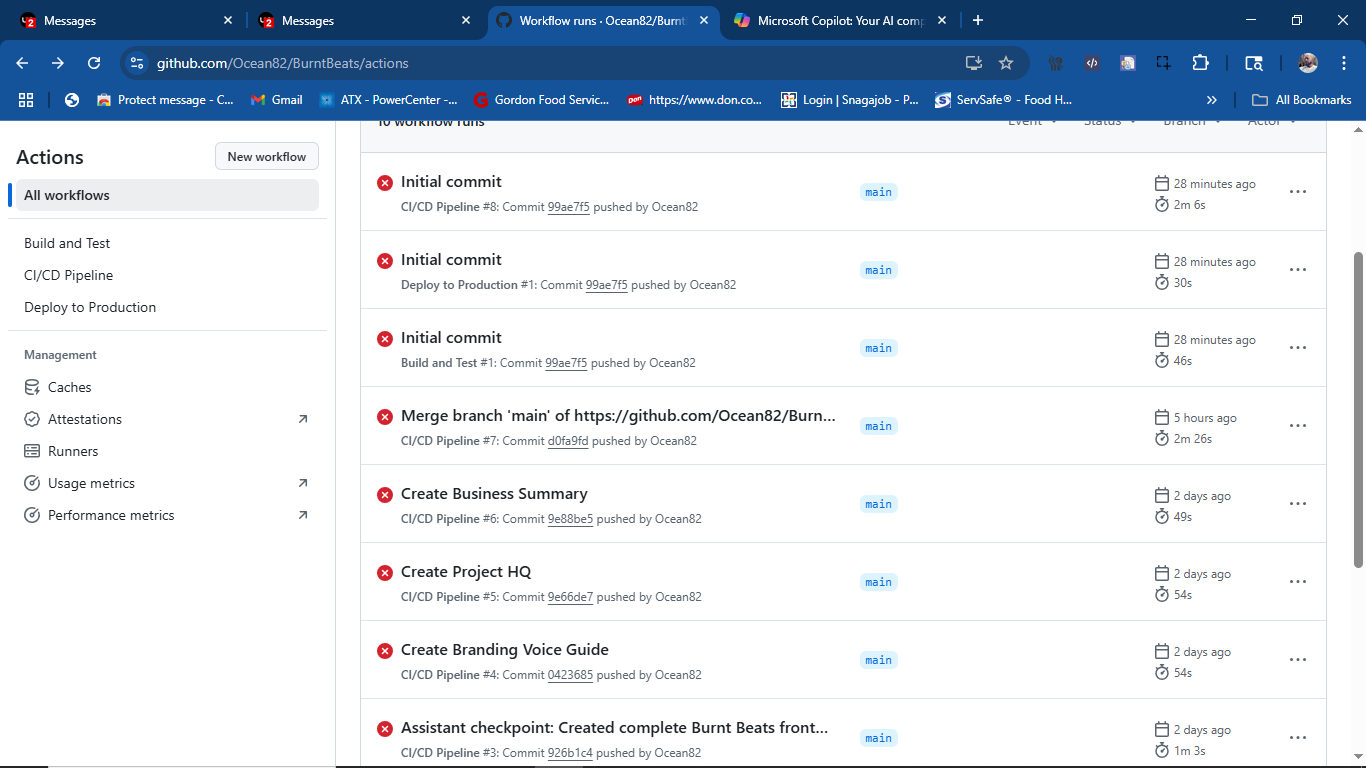 Messages
Messages
Workflow runs · Ocean82/Burnt
Microsoft Copilot: Your AI comp
github.com/Ocean82/BurntBeats/actions
Protect message - C...
Gmail
ATX - PowerCenter -...
Gordon Food Servic...
https://www.don.co...
Login | Snagajob - P...
ServSafe® - Food H...
All Bookmarks
Actions
New workflow
All workflows
Build and Test
CI/CD Pipeline
Deploy to Production
Management
Caches
Attestations
Runners
Usage metrics
Performance metrics
10 workflow runs
Event
Status
Branch
Actor
Initial commit
CI/CD Pipeline #8: Commit 99ae7f5 pushed by Ocean82
main
28 minutes ago
2m 6s
Initial commit
Deploy to Production #1: Commit 99ae7f5 pushed by Ocean82
main
28 minutes ago
30s
Initial commit
Build and Test #1: Commit 99ae7f5 pushed by Ocean82
main
28 minutes ago
46s
Merge branch 'main' of https://github.com/Ocean82/Burn...
CI/CD Pipeline #7: Commit d0fa9fd pushed by Ocean82
main
5 hours ago
2m 26s
Create Business Summary
CI/CD Pipeline #6: Commit 9e88be5 pushed by Ocean82
main
2 days ago
49s
Create Project HQ
CI/CD Pipeline #5: Commit 9e66de7 pushed by Ocean82
main
2 days ago
54s
Create Branding Voice Guide
CI/CD Pipeline #4: Commit 0423685 pushed by Ocean82
main
2 days ago
54s
Assistant checkpoint: Created complete Burnt Beats front...
CI/CD Pipeline #3: Commit 926b1c4 pushed by Ocean82
main
2 days ago
1m 3s